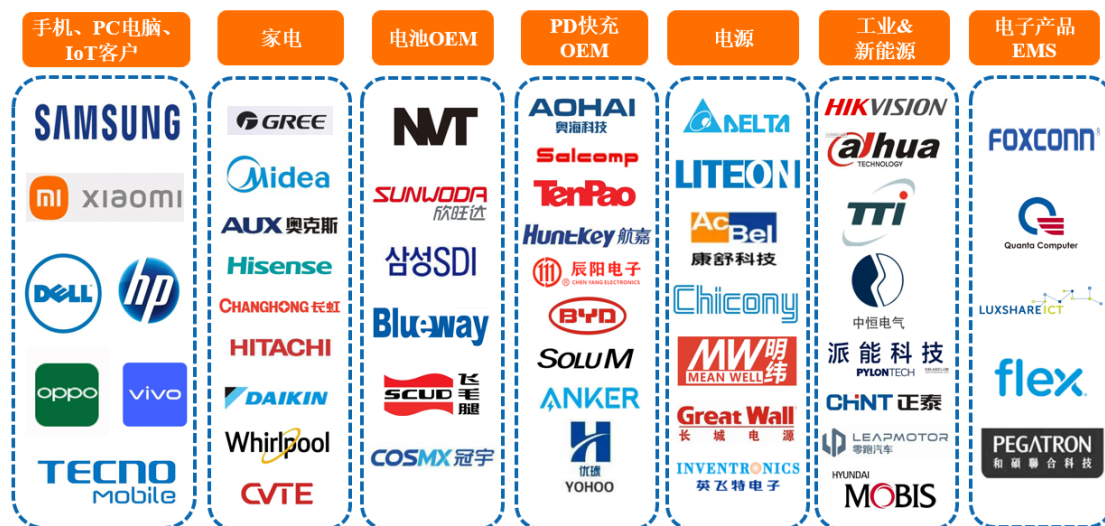 手机、PC电脑、
IoT客户
SAMSUNG
mi xiaomi
DELL hp
oppo vivo
TECNO
mobile
家电
GREE
Midea
AUX 奥克斯
Hisense
CHANGHONG 长虹
HITACHI
DAIKIN
Whirlpool
CVTE
电池OEM
NVT
SUNWODA
欣旺达
삼성SDI
Blueway
SCUD 飞毛腿
COSMX 冠宇
PD快充
OEM
AOHAI
奥海科技
Salcomp
TenPao
Huntkey 航嘉
辰阳电子
CHEN YANG ELECTRONICS
BYD
SOLUM
ANKER
优琥
YOHOO
电源
DELTA
LITEON
AcBel
康舒科技
Chicony
MW 明纬
MEAN WELL
Great Wall
长城电源
INVENTRONICS
英飞特电子
工业&
新能源
HIKVISION
alhua
TECHNOLOGY
TTI
中恒电气
派能科技
PYLONTECH
CHINT 正泰
LEAPMOTOR
零跑汽车
HYUNDAI
MOBIS
电子产品
EMS
FOXCONN
Quanta Computer
LUXSHARE ICT
flex
PEGATRON
和碩聯合科技